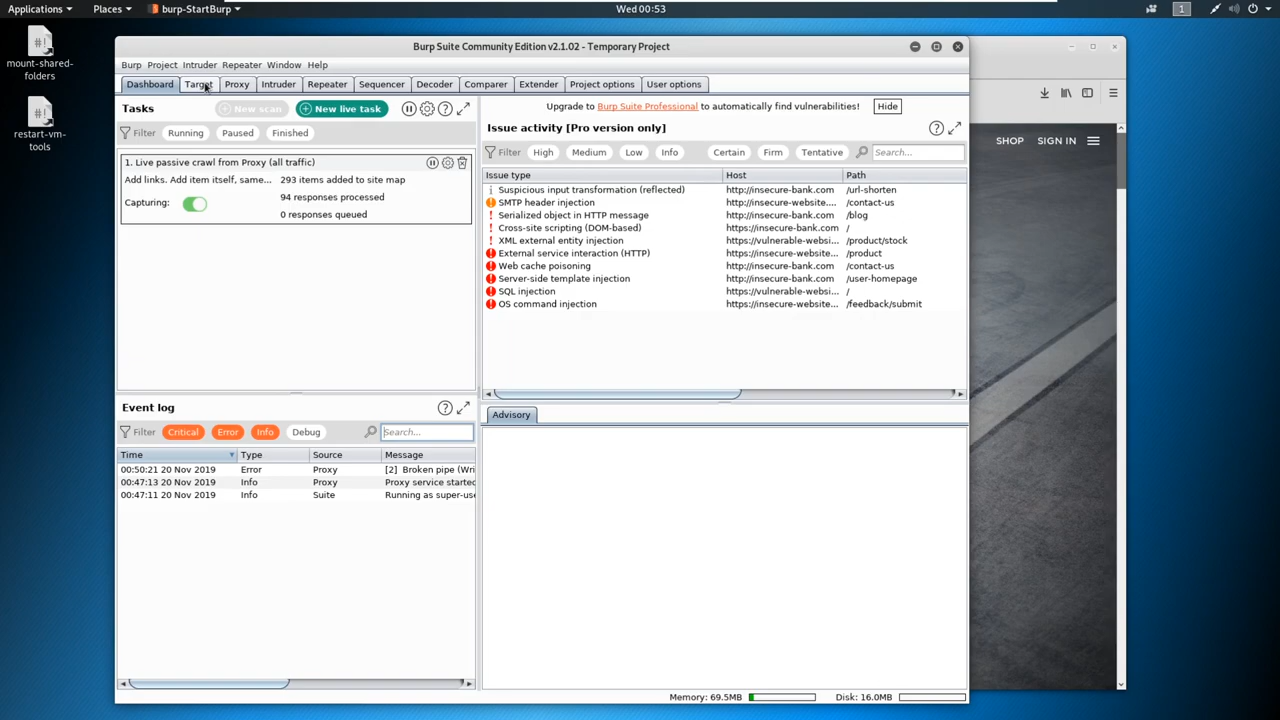 Applications Places burp-StartBurp Wed 00:53 1
mount-shared-folders
restart-vm-tools
Burp Suite Community Edition v2.1.02 - Temporary Project
Burp Project Intruder Repeater Window Help
Dashboard Target Proxy Intruder Repeater Sequencer Decoder Comparer Extender Project options User options
Tasks New scan New live task
Filter Running Paused Finished
1. Live passive crawl from Proxy (all traffic)
Add links. Add item itself, same... 293 items added to site map
94 responses processed
Capturing:
0 responses queued
Upgrade to Burp Suite Professional to automatically find vulnerabilities! Hide
Issue activity [Pro version only]
Filter High Medium Low Info Certain Firm Tentative Search...
Issue type Host Path
Suspicious input transformation (reflected) http://insecure-bank.com /url-shorten
SMTP header injection http://insecure-website.... /contact-us
Serialized object in HTTP message http://insecure-bank.com /blog
Cross-site scripting (DOM-based) http://insecure-bank.com /
XML external entity injection https://vulnerable-websi... /product/stock
External service interaction (HTTP) https://insecure-website... /product
Web cache poisoning http://insecure-bank.com /contact-us
Server-side template injection http://insecure-bank.com /user-homepage
SQL injection https://vulnerable-websi... /
OS command injection https://insecure-website... /feedback/submit
Event log
Filter Critical Error Info Debug Search...
Time Type Source Message
00:50:21 20 Nov 2019 Error Proxy [2] Broken pipe (Wri
00:47:13 20 Nov 2019 Info Proxy Proxy service started
00:47:11 20 Nov 2019 Info Suite Running as super-use
Advisory
Memory: 69.5MB Disk: 16.0MB
SHOP SIGN IN